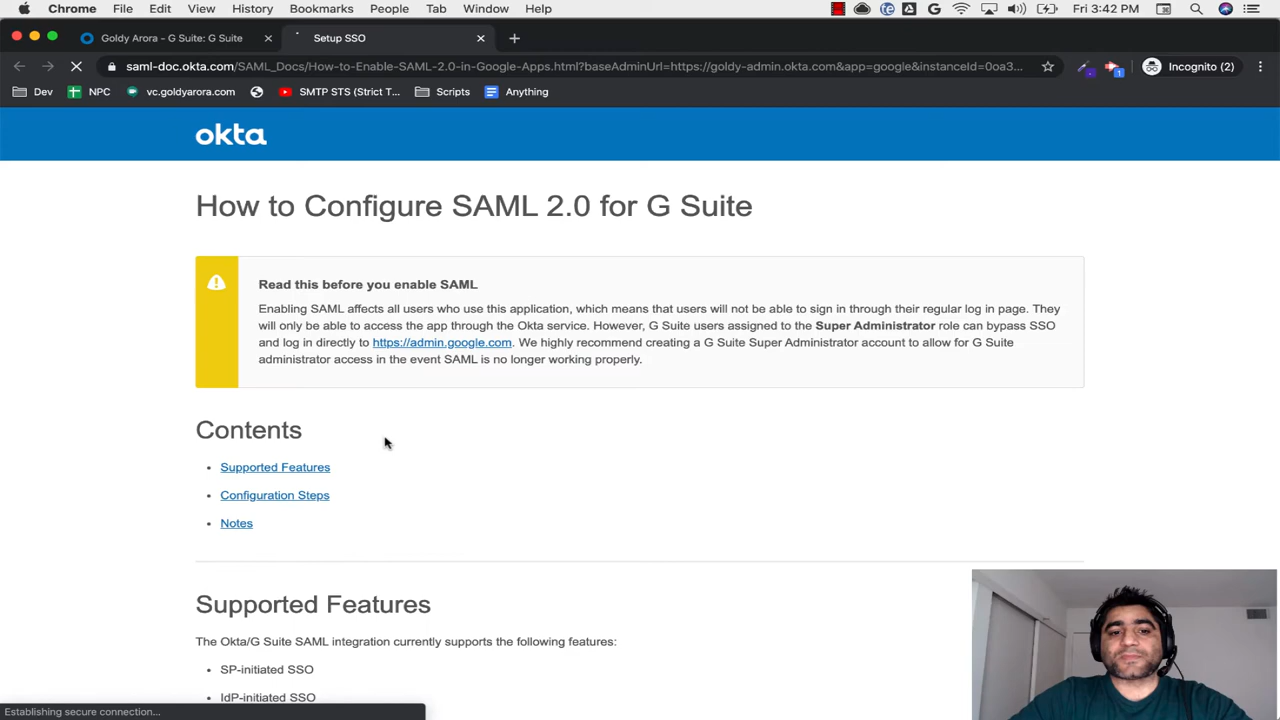 Chrome File Edit View History Bookmarks People Tab Window Help Fri 3:42 PM
Goldy Arora - G Suite: G Suite Setup SSO
saml-doc.okta.com/SAML_Docs/How-to-Enable-SAML-2.0-in-Google-Apps.html?baseAdminUrl=https://goldy-admin.okta.com&app=google&instanceId=0oa3... Incognito (2)
Dev NPC vc.goldyarora.com SMTP STS (Strict T... Scripts Anything
okta
How to Configure SAML 2.0 for G Suite
Read this before you enable SAML
Enabling SAML affects all users who use this application, which means that users will not be able to sign in through their regular log in page. They
will only be able to access the app through the Okta service. However, G Suite users assigned to the Super Administrator role can bypass SSO
and log in directly to https://admin.google.com. We highly recommend creating a G Suite Super Administrator account to allow for G Suite
administrator access in the event SAML is no longer working properly.
Contents
• Supported Features
• Configuration Steps
• Notes
Supported Features
The Okta/G Suite SAML integration currently supports the following features:
• SP-initiated SSO
• IdP-initiated SSO
Establishing secure connection...